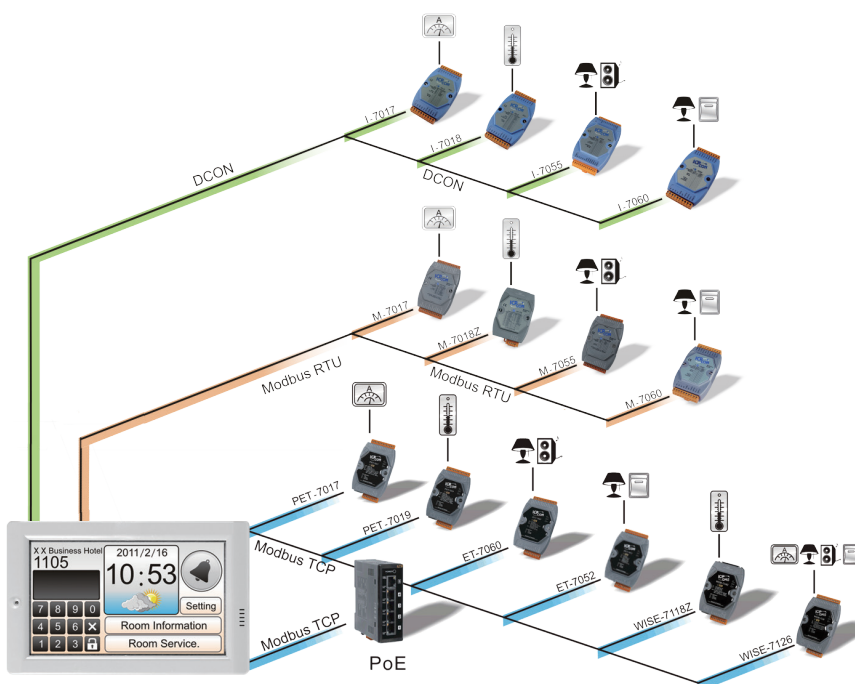 A
I-7017
I-7018
I-7055
I-7060
DCON
DCON
A
M-7017
M-7018Z
M-7055
M-7060
Modbus RTU
Modbus RTU
A
PET-7017
PET-7019
ET-7060
ET-7052
WISE-7118Z
A
WISE-7126
Modbus TCP
Modbus TCP
PoE
X X Business Hotel
1105
2011/2/16
10:53
Setting
7 8 9 0
4 5 6 X
1 2 3
Room Information
Room Service.